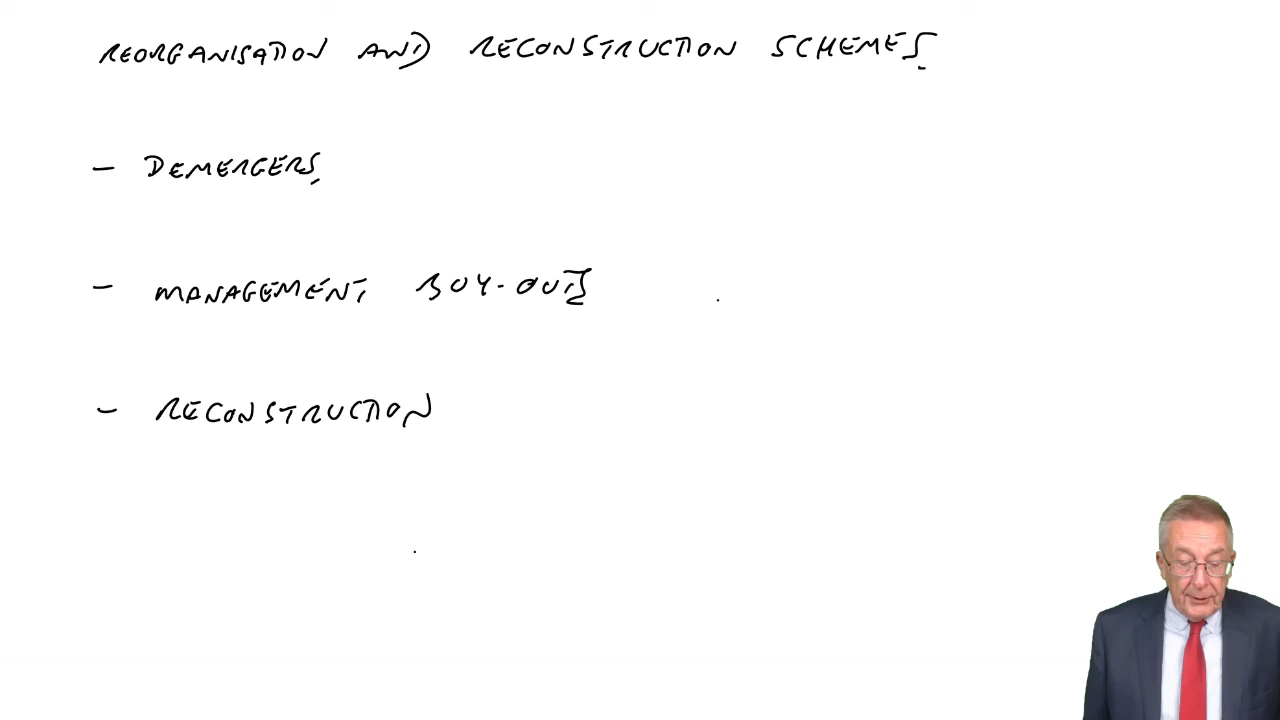 REORGANISATION AND RECONSTRUCTION SCHEMES
- DEMERGERS
- MANAGEMENT BUY-OUTS
- RECONSTRUCTION